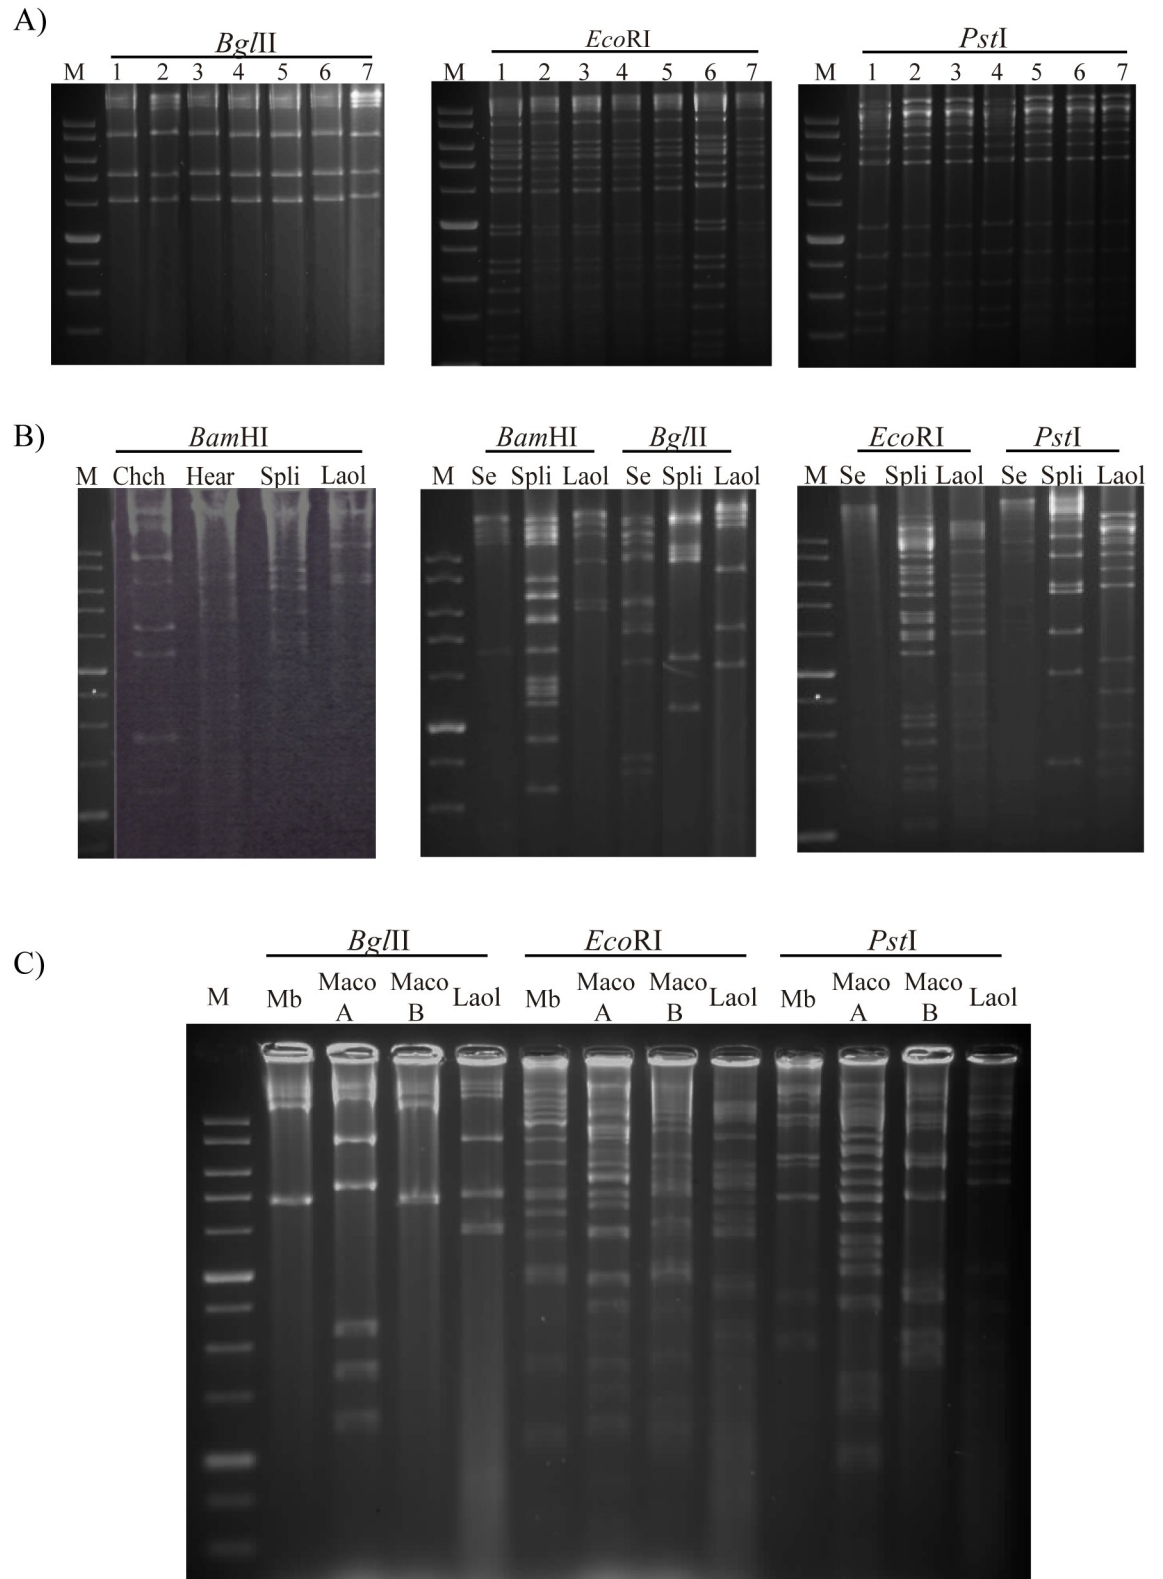 A)
BglII EcoRI PstI
M 1 2 3 4 5 6 7 M 1 2 3 4 5 6 7 M 1 2 3 4 5 6 7
B)
BamHI BamHI BglII EcoRI PstI
M Chch Hear Spli Laol M Se Spli Laol Se Spli Laol M Se Spli Laol Se Spli Laol
C)
BglII EcoRI PstI
M Mb Maco A Maco B Laol Mb Maco A Maco B Laol Mb Maco A Maco B Laol